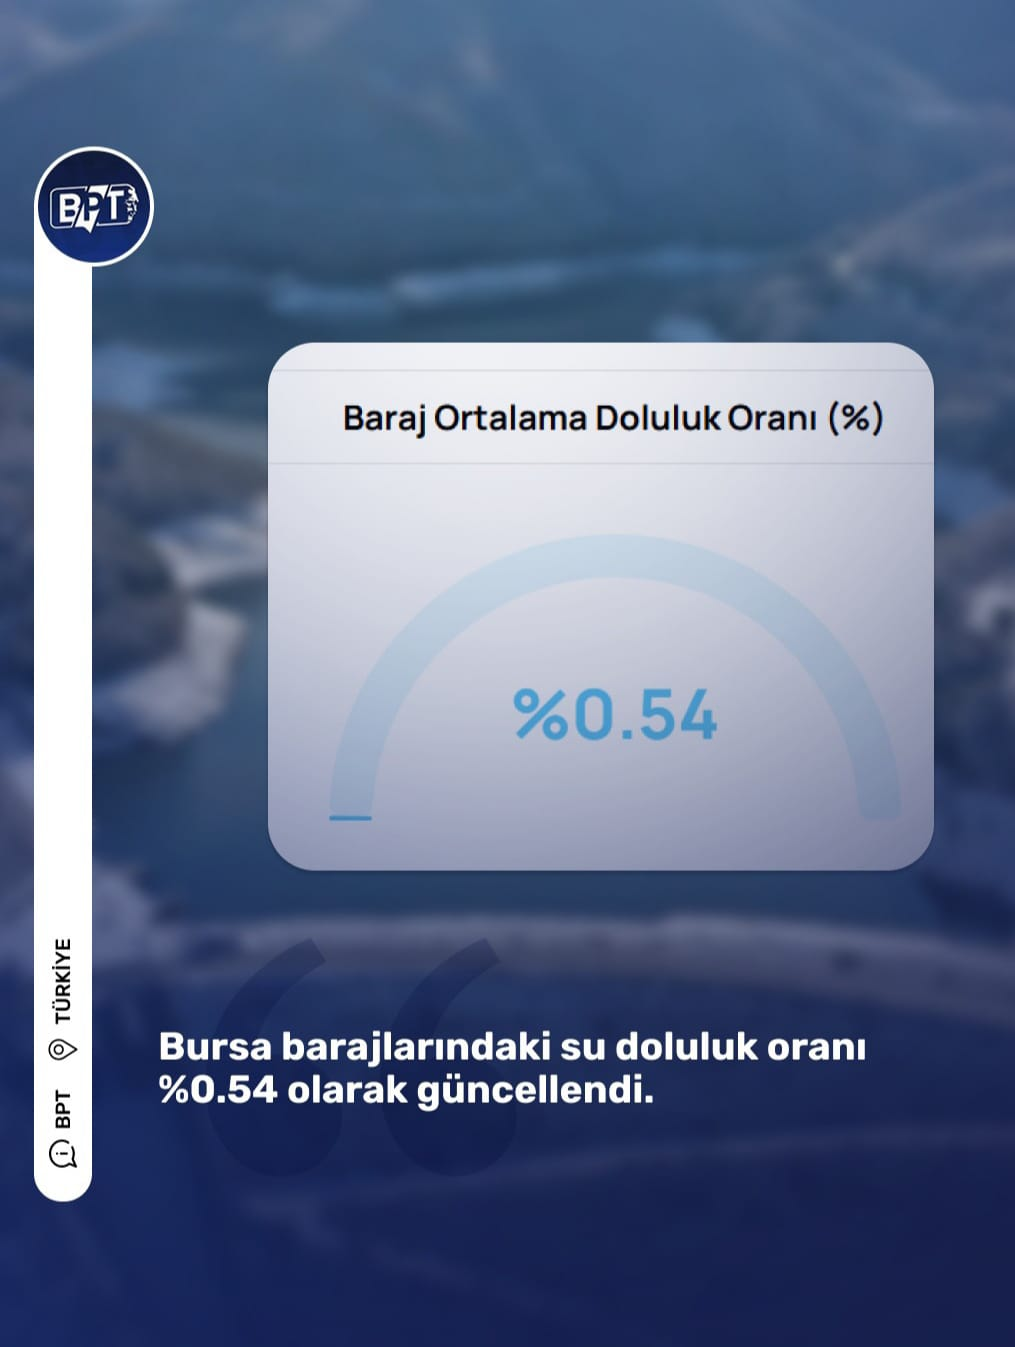 BPT
Baraj Ortalama Doluluk Oranı (%)
%0.54
Bursa barajlarındaki su doluluk oranı
%0.54 olarak güncellendi.
BPT TÜRKİYE